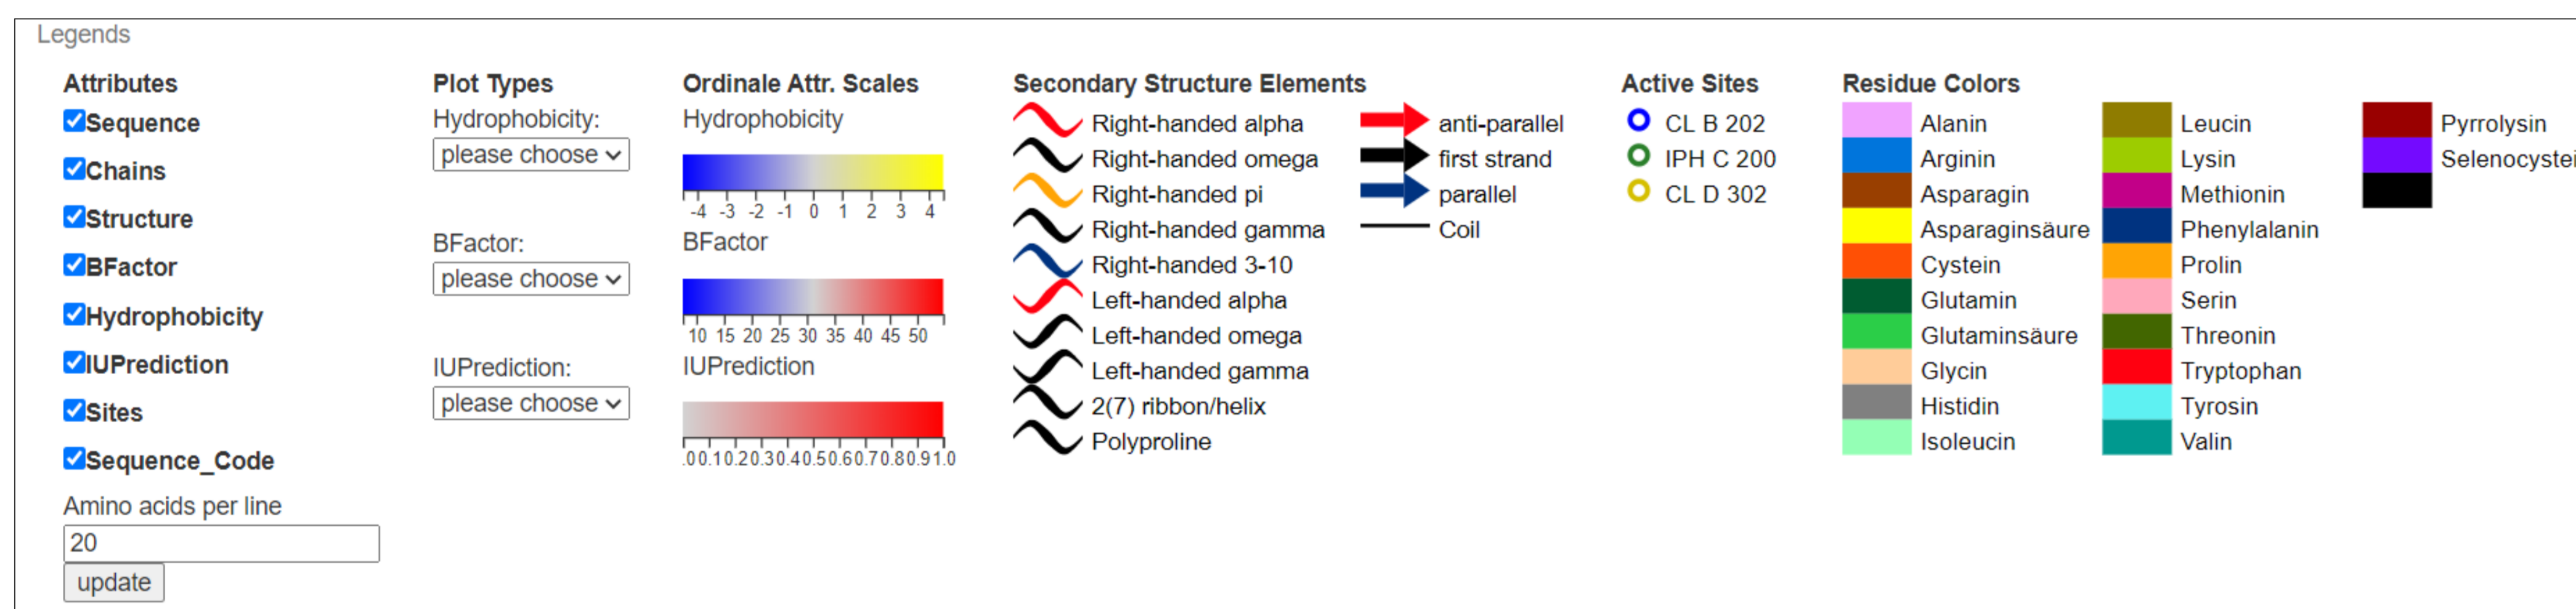 Legends
Attributes
Sequence
Chains
Structure
BFactor
Hydrophobicity
IUPrediction
Sites
Sequence_Code
Amino acids per line
20
update
Plot Types
Hydrophobicity:
please choose
BFactor:
please choose
IUPrediction:
please choose
Ordinale Attr. Scales
Hydrophobicity
-4 -3 -2 -1 0 1 2 3 4
BFactor
10 15 20 25 30 35 40 45 50
IUPrediction
.0 0.1 0.2 0.3 0.4 0.5 0.6 0.7 0.8 0.9 1.0
Secondary Structure Elements
Right-handed alpha
Right-handed omega
Right-handed pi
Right-handed gamma
Right-handed 3-10
Left-handed alpha
Left-handed omega
Left-handed gamma
2(7) ribbon/helix
Polyproline
anti-parallel
first strand
parallel
Coil
Active Sites
CL B 202
IPH C 200
CL D 302
Residue Colors
Alanin
Arginin
Asparagin
Asparaginsäure
Cystein
Glutamin
Glutaminsäure
Glycin
Histidin
Isoleucin
Leucin
Lysin
Methionin
Phenylalanin
Prolin
Serin
Threonin
Tryptophan
Tyrosin
Valin
Pyrrolysin
Selenocystei